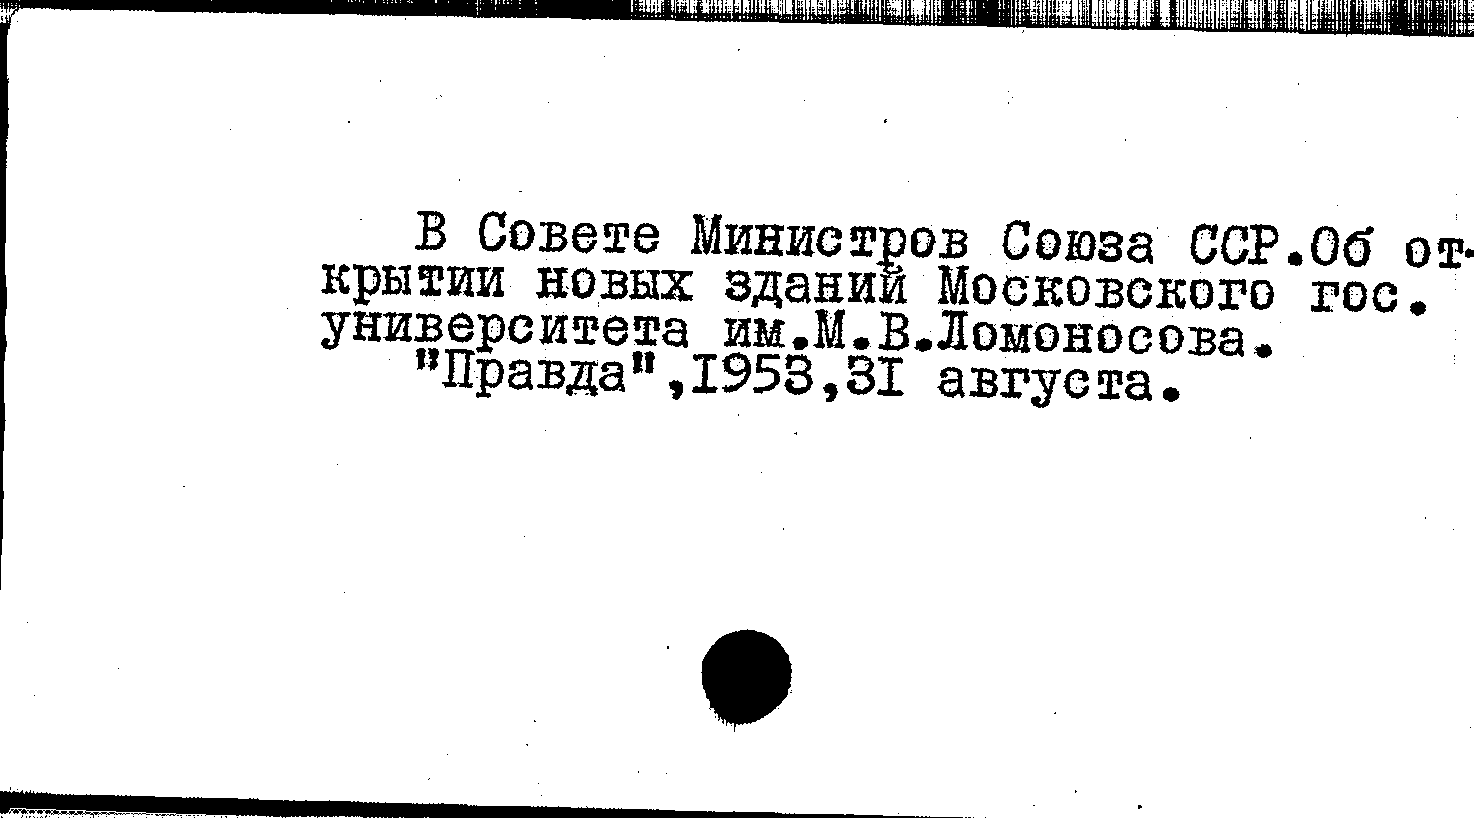 В Совете Министров Союза ССР.Об от-
крытии новых зданий Московского гос.
университета им.М.В.Ломоносова.
"Правда",1953,31 августа.